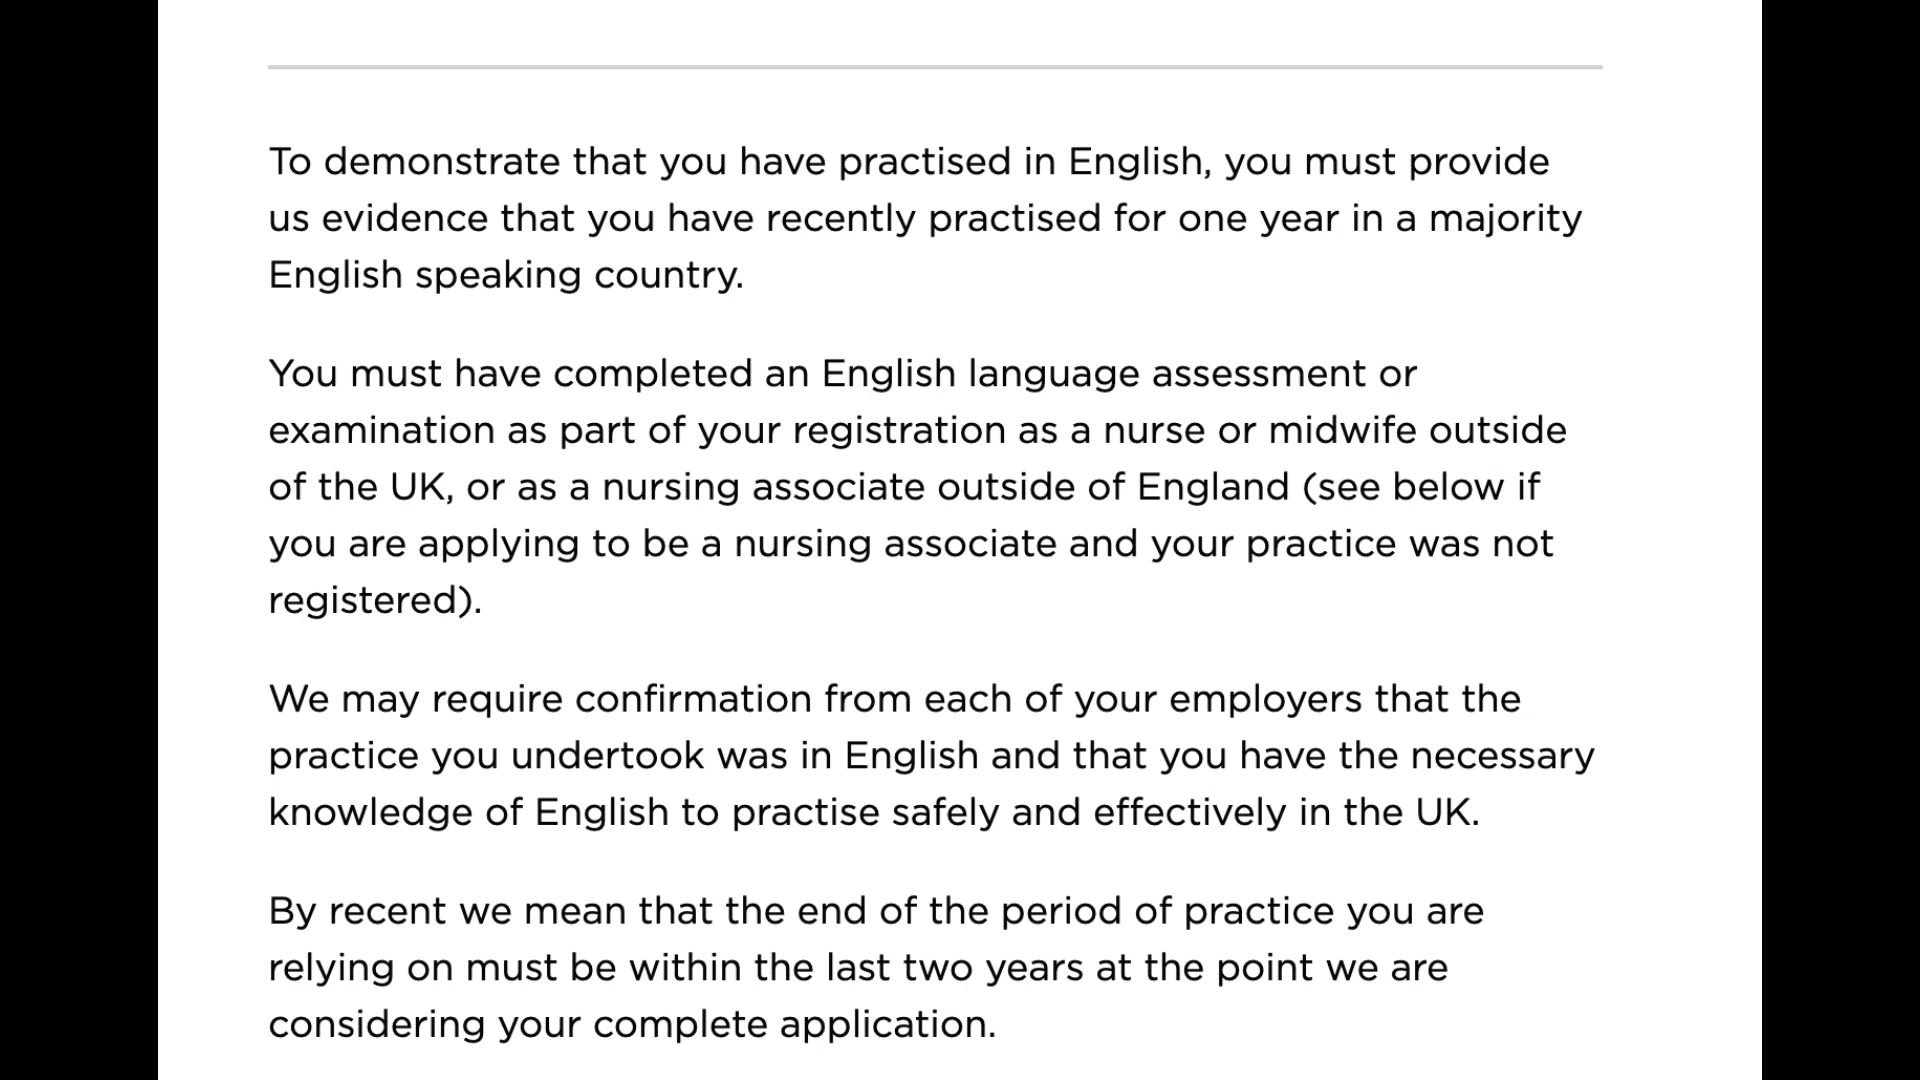 To demonstrate that you have practised in English, you must provide
us evidence that you have recently practised for one year in a majority
English speaking country.
You must have completed an English language assessment or
examination as part of your registration as a nurse or midwife outside
of the UK, or as a nursing associate outside of England (see below if
you are applying to be a nursing associate and your practice was not
registered).
We may require confirmation from each of your employers that the
practice you undertook was in English and that you have the necessary
knowledge of English to practise safely and effectively in the UK.
By recent we mean that the end of the period of practice you are
relying on must be within the last two years at the point we are
considering your complete application.